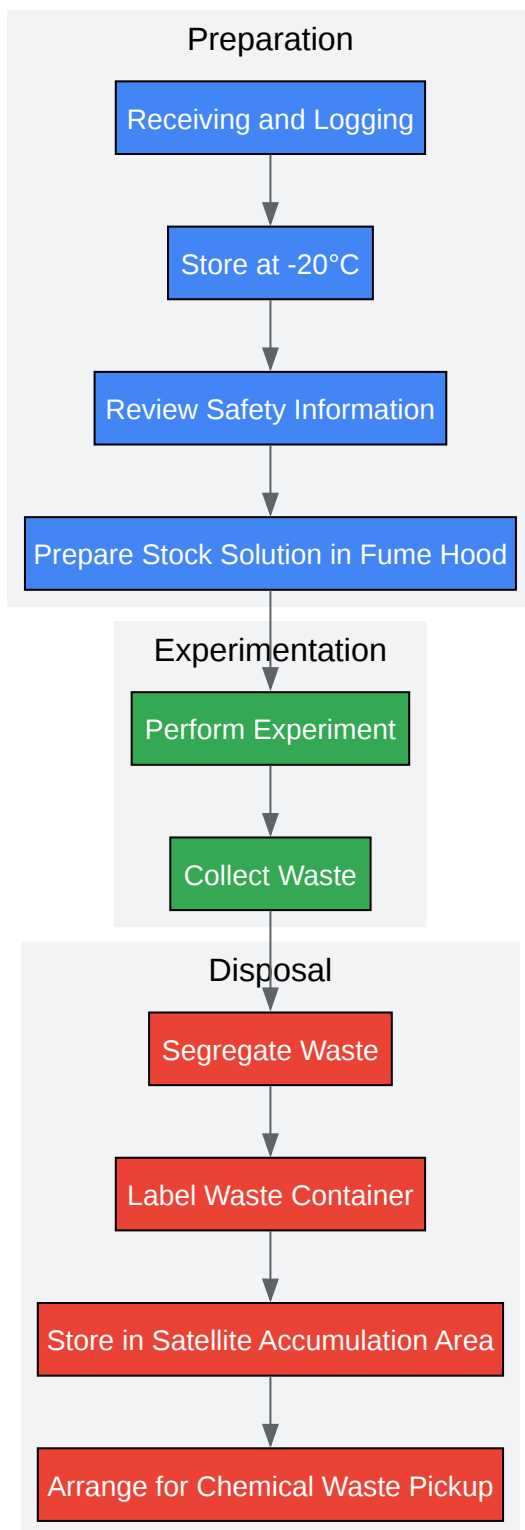 Preparation
Receiving and Logging
Store at -20°C
Review Safety Information
Prepare Stock Solution in Fume Hood
Experimentation
Perform Experiment
Collect Waste
Disposal
Segregate Waste
Label Waste Container
Store in Satellite Accumulation Area
Arrange for Chemical Waste Pickup